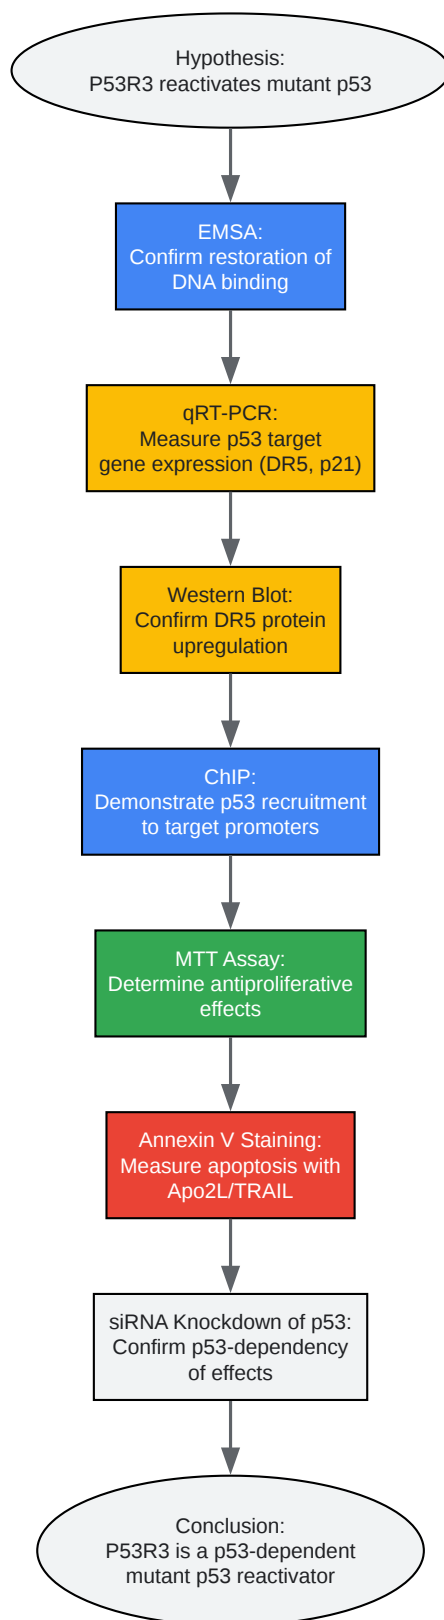 Hypothesis:
P53R3 reactivates mutant p53
EMSA:
Confirm restoration of
DNA binding
qRT-PCR:
Measure p53 target
gene expression (DR5, p21)
Western Blot:
Confirm DR5 protein
upregulation
ChIP:
Demonstrate p53 recruitment
to target promoters
MTT Assay:
Determine antiproliferative
effects
Annexin V Staining:
Measure apoptosis with
Apo2L/TRAIL
siRNA Knockdown of p53:
Confirm p53-dependency
of effects
Conclusion:
P53R3 is a p53-dependent
mutant p53 reactivator